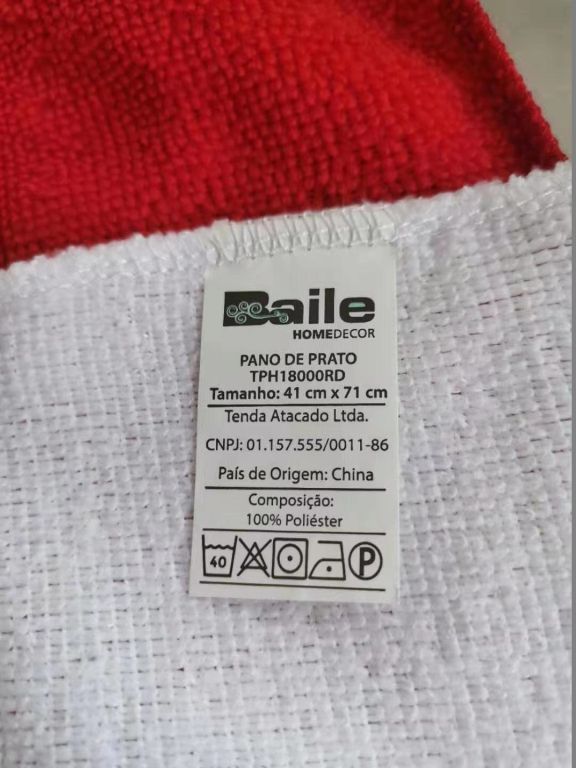 Baile
HOMEDECOR
PANO DE PRATO
TPH18000RD
Tamanho: 41 cm x 71 cm
Tenda Atacado Ltda.
CNPJ: 01.157.555/0011-86
País de Origem: China
Composição:
100% Poliéster
40 P